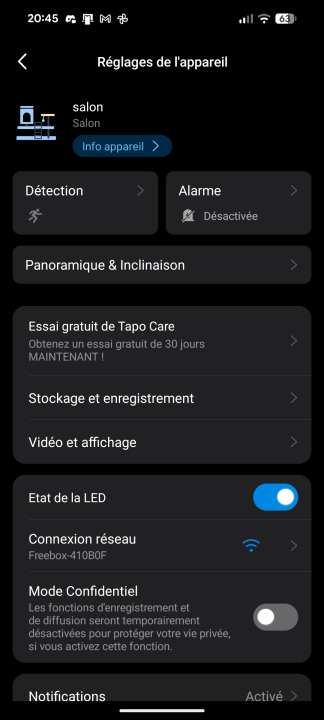 20:45
63
Réglages de l'appareil
salon
Salon
Info appareil
Détection
Alarme
Désactivée
Panoramique & Inclinaison
Essai gratuit de Tapo Care
Obtenez un essai gratuit de 30 jours
MAINTENANT !
Stockage et enregistrement
Vidéo et affichage
Etat de la LED
Connexion réseau
Freebox-410B0F
Mode Confidentiel
Les fonctions d'enregistrement et
de diffusion seront temporairement
désactivées pour protéger votre vie privée,
si vous activez cette fonction.
Notifications
Activé